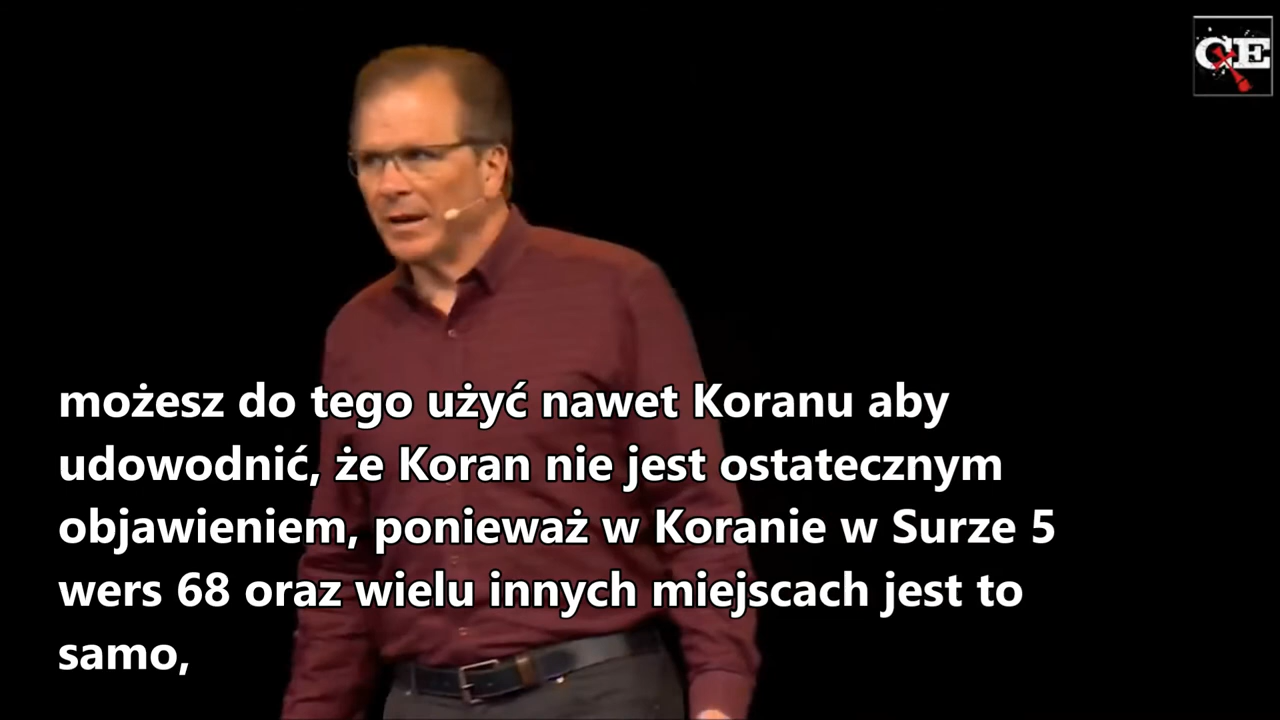 CE
możesz do tego użyć nawet Koranu aby
udowodnić, że Koran nie jest ostatecznym
objawieniem, ponieważ w Koranie w Surze 5
wers 68 oraz wielu innych miejscach jest to
samo,